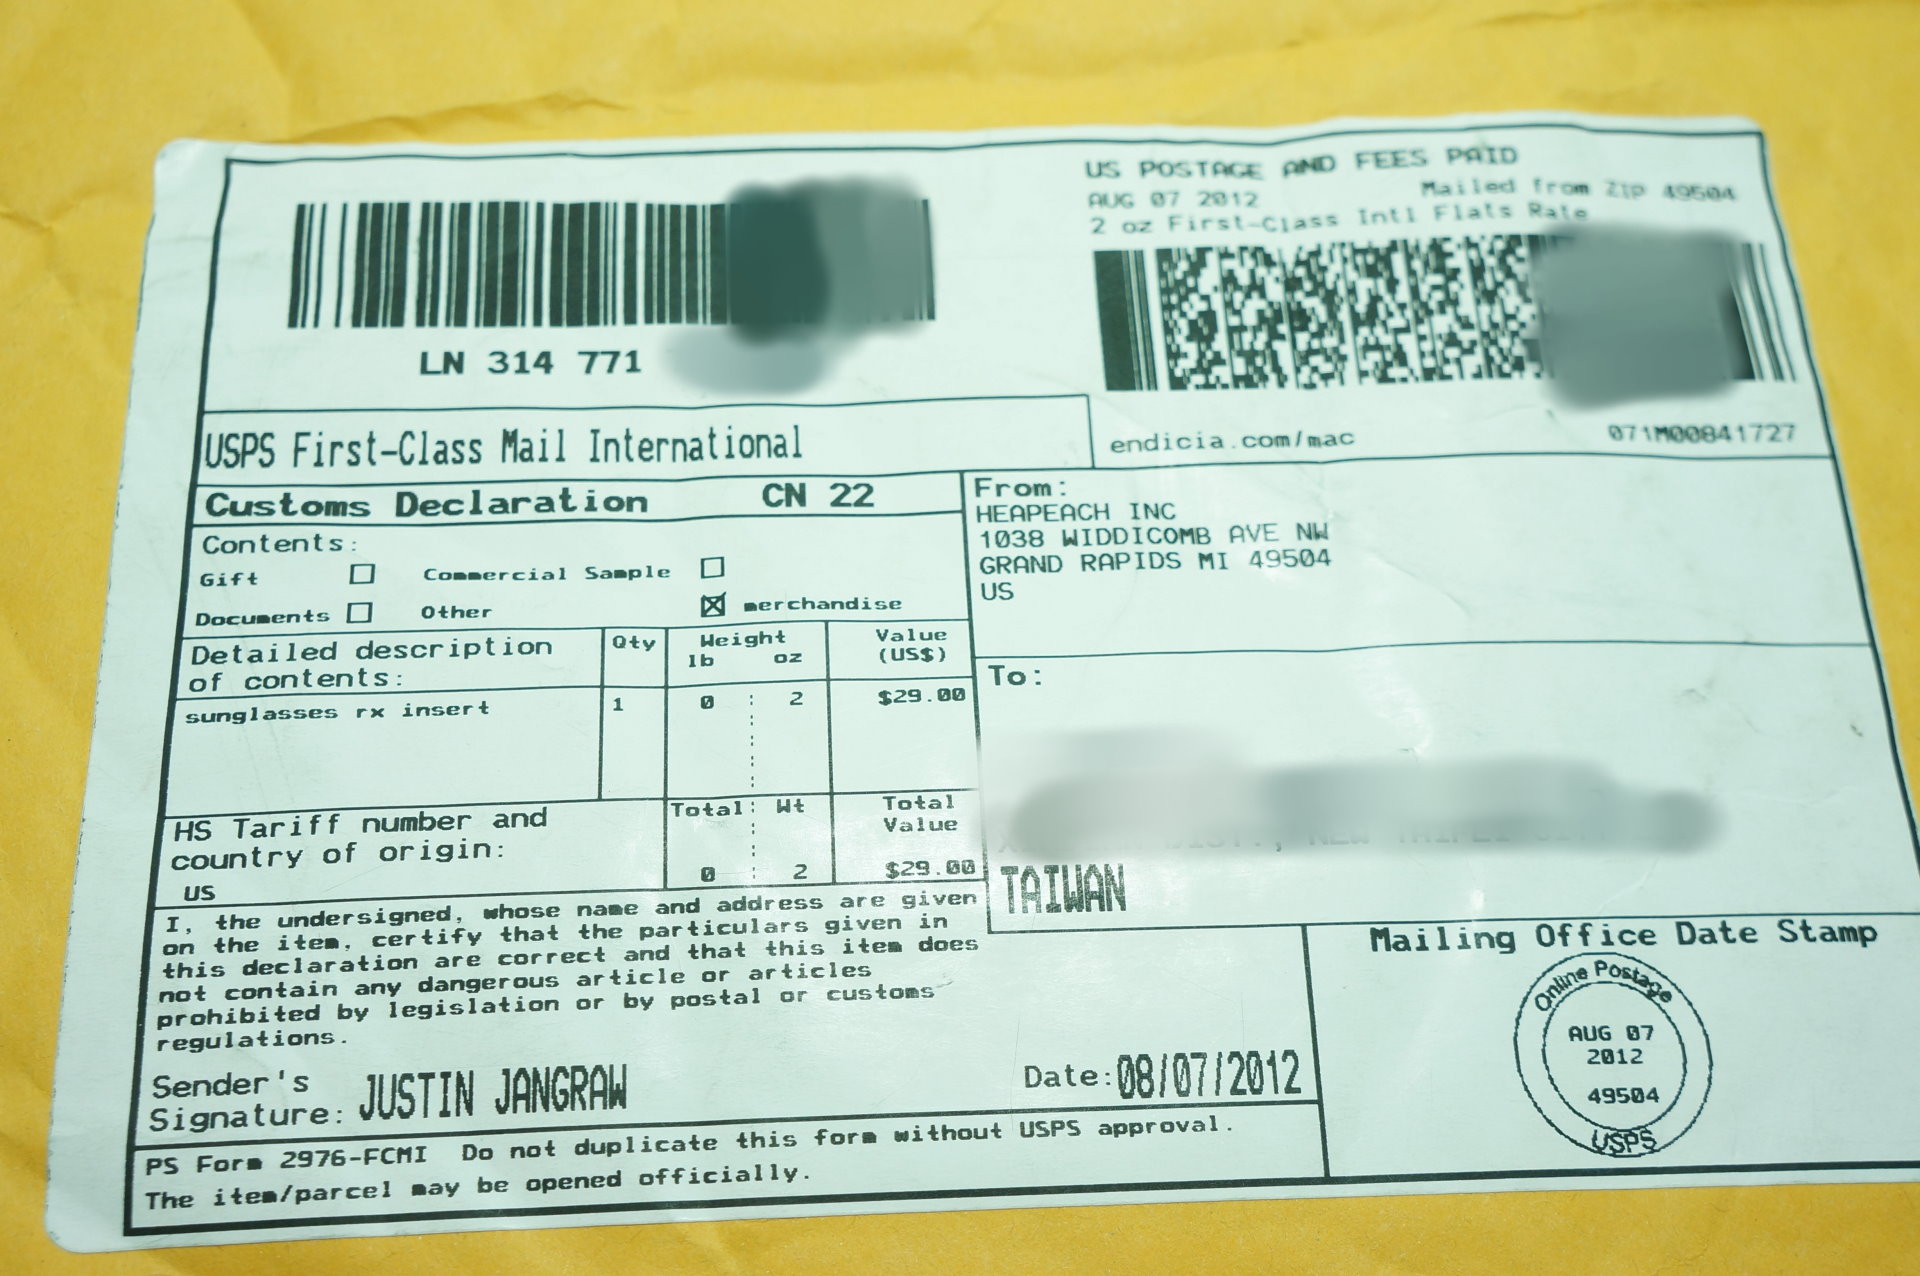 LN 314 771
US POSTAGE AND FEES PAID
AUG 07 2012 Mailed from ZIP 49504
2 oz First-Class Intl Flats Rate
endicia.com/mac 071M00841727
USPS First-Class Mail International
Customs Declaration CN 22
Contents:
Gift Commercial Sample
Documents Other merchandise
Detailed description
of contents:
Qty
Weight
lb oz
Value
(US$)
sunglasses rx insert 1 0 2 $29.00
HS Tariff number and
country of origin:
US
Total Wt
0 2
Total
Value
$29.00
From:
HEAPEACH INC
1038 WIDDICOMB AVE NW
GRAND RAPIDS MI 49504
US
To:
DIST., NEW TAIPEI
TAIWAN
I, the undersigned, whose name and address are given
on the item, certify that the particulars given in
this declaration are correct and that this item does
not contain any dangerous article or articles
prohibited by legislation or by postal or customs
regulations.
Sender's
Signature: JUSTIN JANGRAW
Date: 08/07/2012
Mailing Office Date Stamp
Online Postage
AUG 07
2012
49504
USPS
PS Form 2976-FCMI Do not duplicate this form without USPS approval.
The item/parcel may be opened officially.